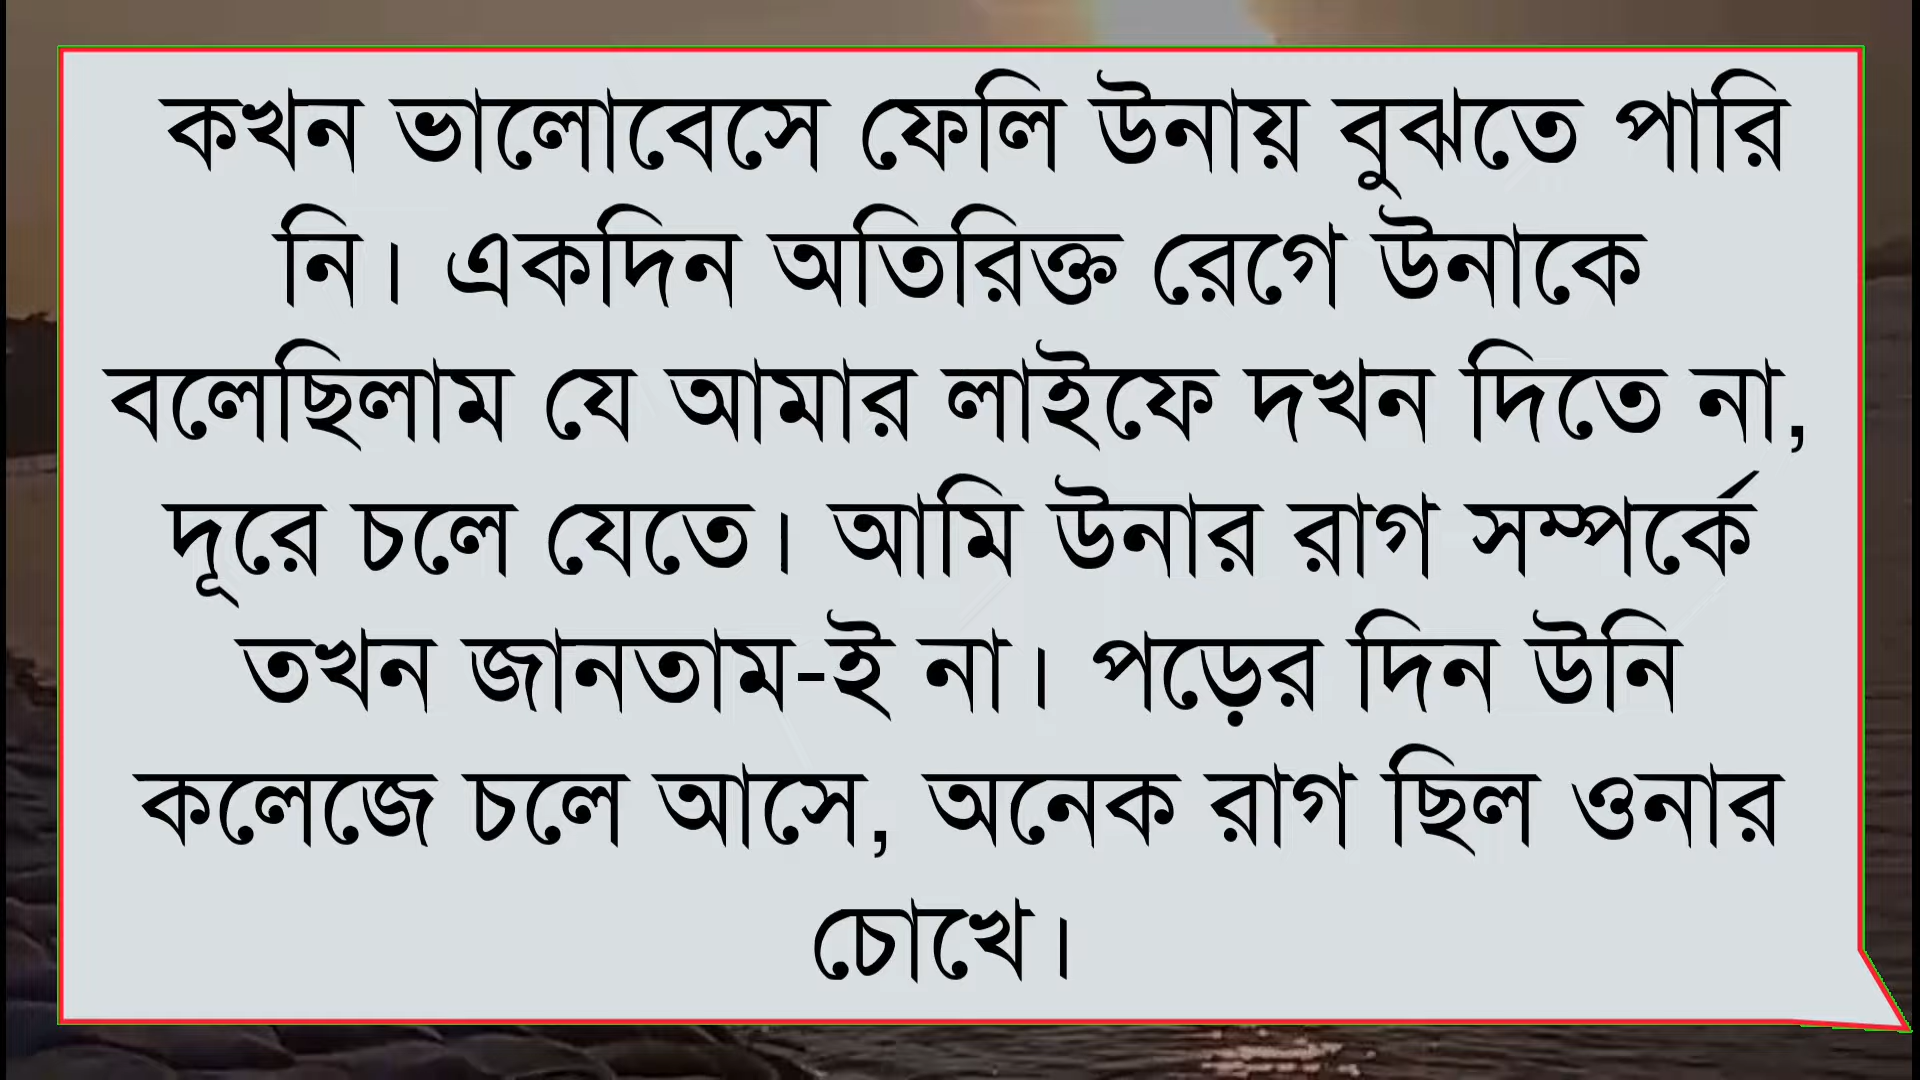 কখন ভালোবেসে ফেলি উনায় বুঝতে পারি
নি। একদিন অতিরিক্ত রেগে উনাকে
বলেছিলাম যে আমার লাইফে দখন দিতে না,
দূরে চলে যেতে। আমি উনার রাগ সম্পর্কে
তখন জানতাম-ই না। পড়ের দিন উনি
কলেজে চলে আসে, অনেক রাগ ছিল ওনার
চোখে।